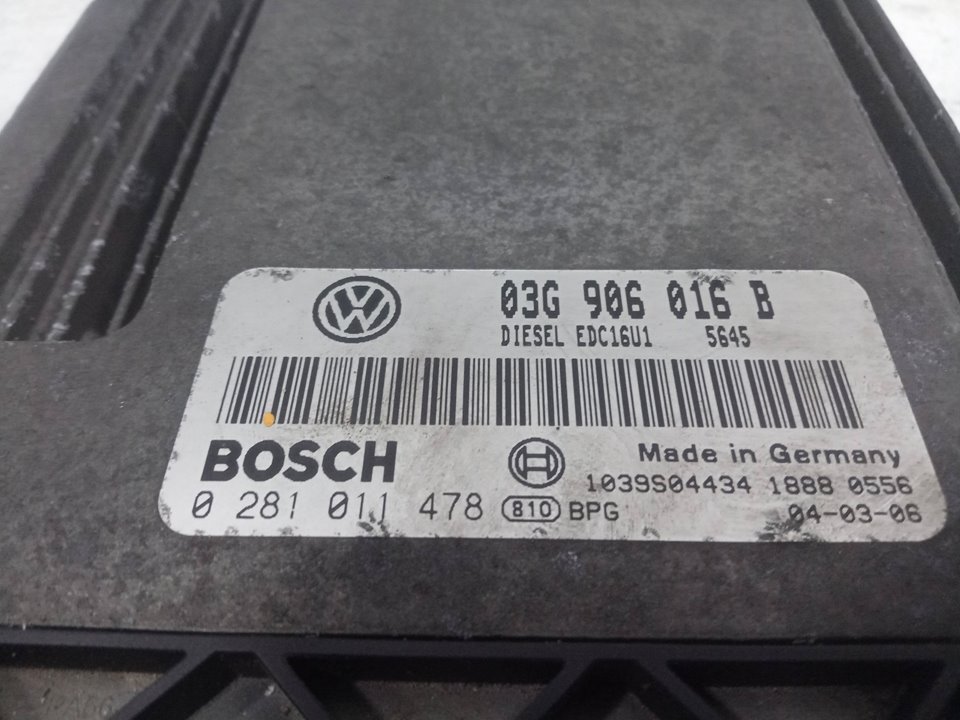 03G 906 016 B
DIESEL EDC16U1 5645
BOSCH
Made in Germany
1039S04434 1888 0556
0 281 011 478 810 BPG
04-03-06